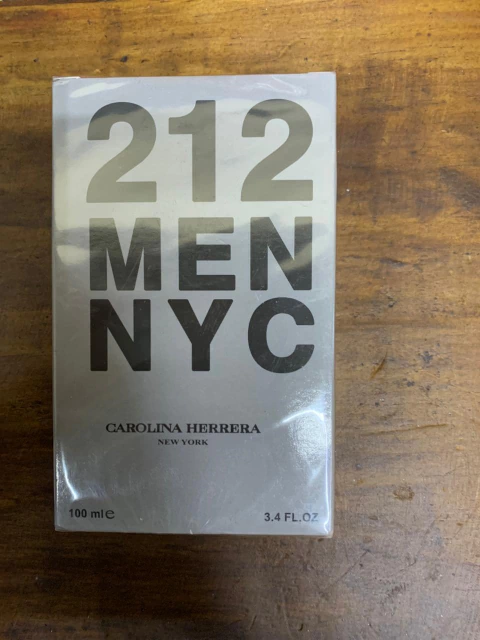 212
MEN
NYC
CAROLINA HERRERA
NEW YORK
100 ml℮ 3.4 FL.OZ